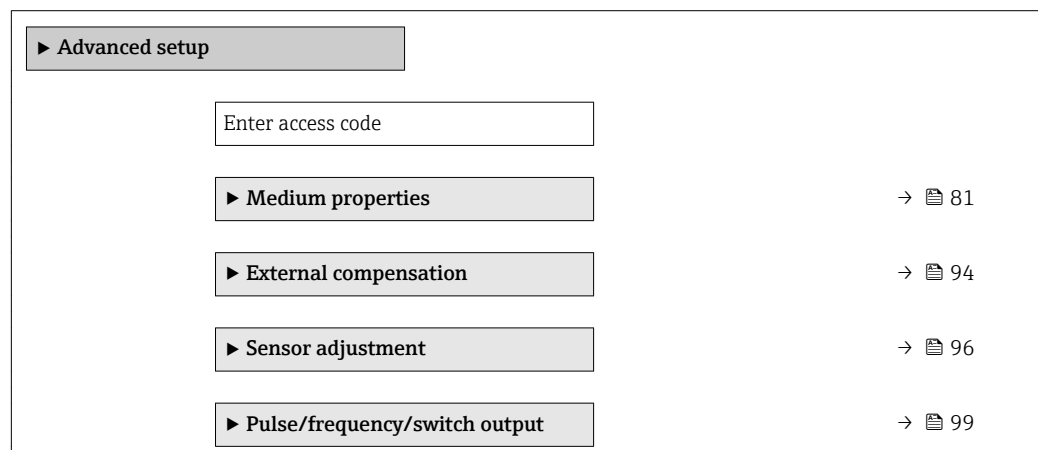 ▶ Advanced setup
Enter access code
▶ Medium properties → 81
▶ External compensation → 94
▶ Sensor adjustment → 96
▶ Pulse/frequency/switch output → 99